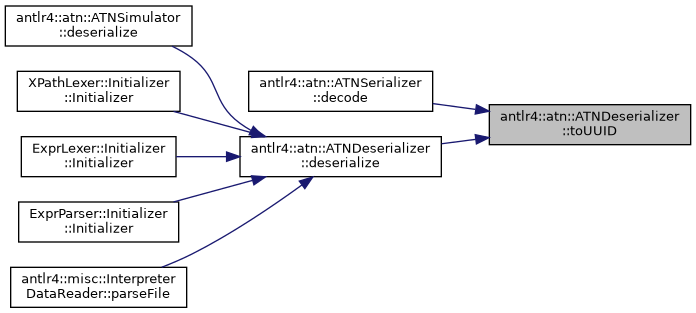 antlr4::atn::ATNSimulator
::deserialize
XPathLexer::Initializer
::Initializer
ExprLexer::Initializer
::Initializer
ExprParser::Initializer
::Initializer
antlr4::misc::Interpreter
DataReader::parseFile
antlr4::atn::ATNSerializer
::decode
antlr4::atn::ATNDeserializer
::deserialize
antlr4::atn::ATNDeserializer
::toUUID